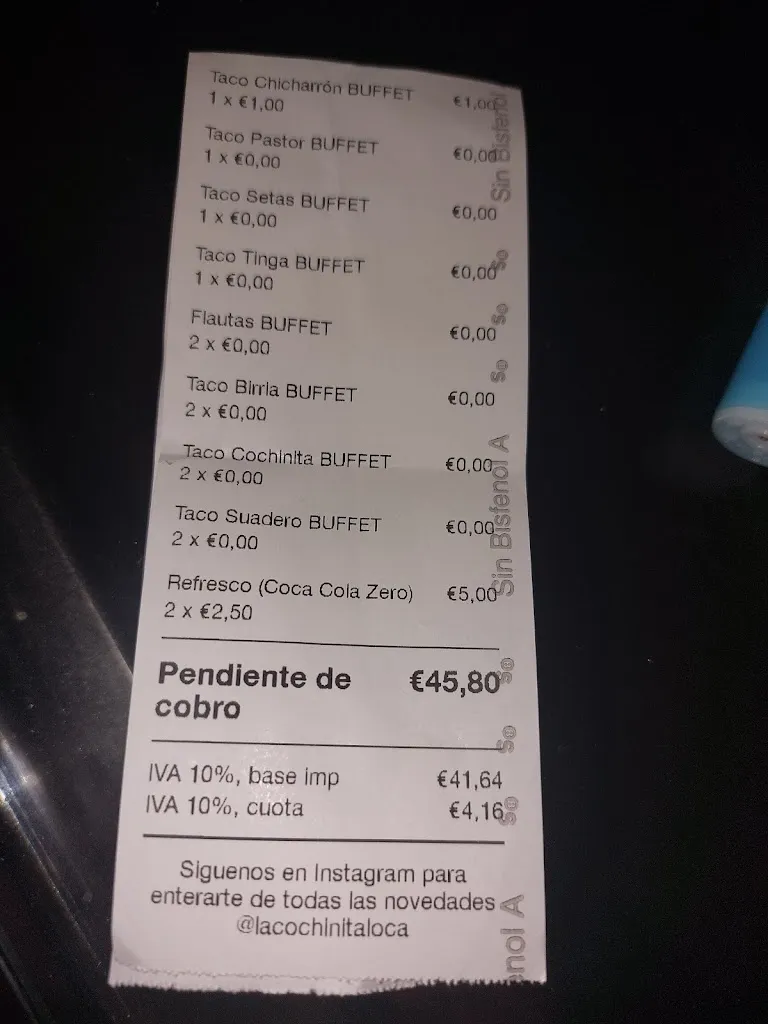 Taco Chicharrón BUFFET €1,00
1 x €1,00
Taco Pastor BUFFET €0,00
1 x €0,00
Taco Setas BUFFET €0,00
1 x €0,00
Taco Tinga BUFFET €0,00
1 x €0,00
Flautas BUFFET €0,00
2 x €0,00
Taco Birria BUFFET €0,00
2 x €0,00
Taco Cochinita BUFFET €0,00
2 x €0,00
Taco Suadero BUFFET €0,00
2 x €0,00
Refresco (Coca Cola Zero) €5,00
2 x €2,50
Pendiente de €45,80
cobro
IVA 10%, base imp €41,64
IVA 10%, cuota €4,16
Siguenos en Instagram para
enterarte de todas las novedades
@lacochinitaloca
Sin Bisfenol
Sin Bisfenol A
enol A